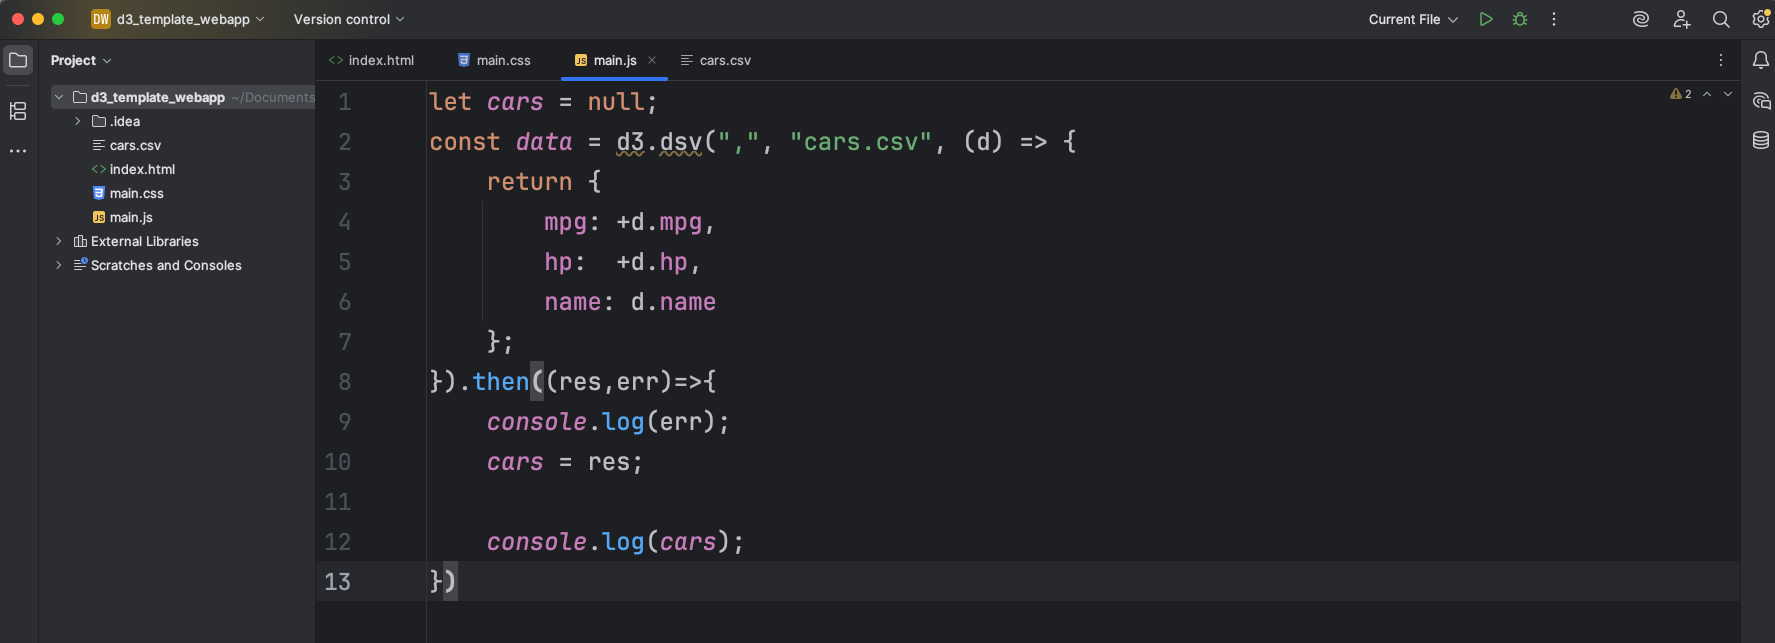 DW d3_template_webapp Version control Current File
Project
index.html main.css JS main.js cars.csv
d3_template_webapp ~/Documents
.idea
cars.csv
index.html
main.css
JS main.js
External Libraries
Scratches and Consoles
2
1 let cars = null;
2 const data = d3.dsv(",", "cars.csv", (d) => {
3 return {
4 mpg: +d.mpg,
5 hp: +d.hp,
6 name: d.name
7 };
8 }).then((res,err)=>{
9 console.log(err);
10 cars = res;
11
12 console.log(cars);
13 })